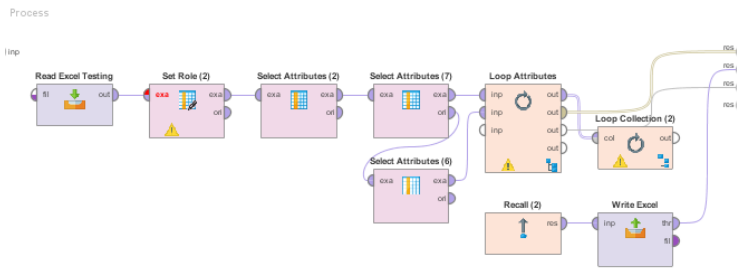 Process
inp
res
res
res
res
Read Excel Testing
fil
out
Set Role (2)
exa
exa
ori
Select Attributes (2)
exa
exa
ori
Select Attributes (7)
exa
exa
ori
Loop Attributes
inp
out
inp
out
inp
out
out
Loop Collection (2)
col
out
Select Attributes (6)
exa
exa
ori
Recall (2)
res
Write Excel
inp
thr
fil